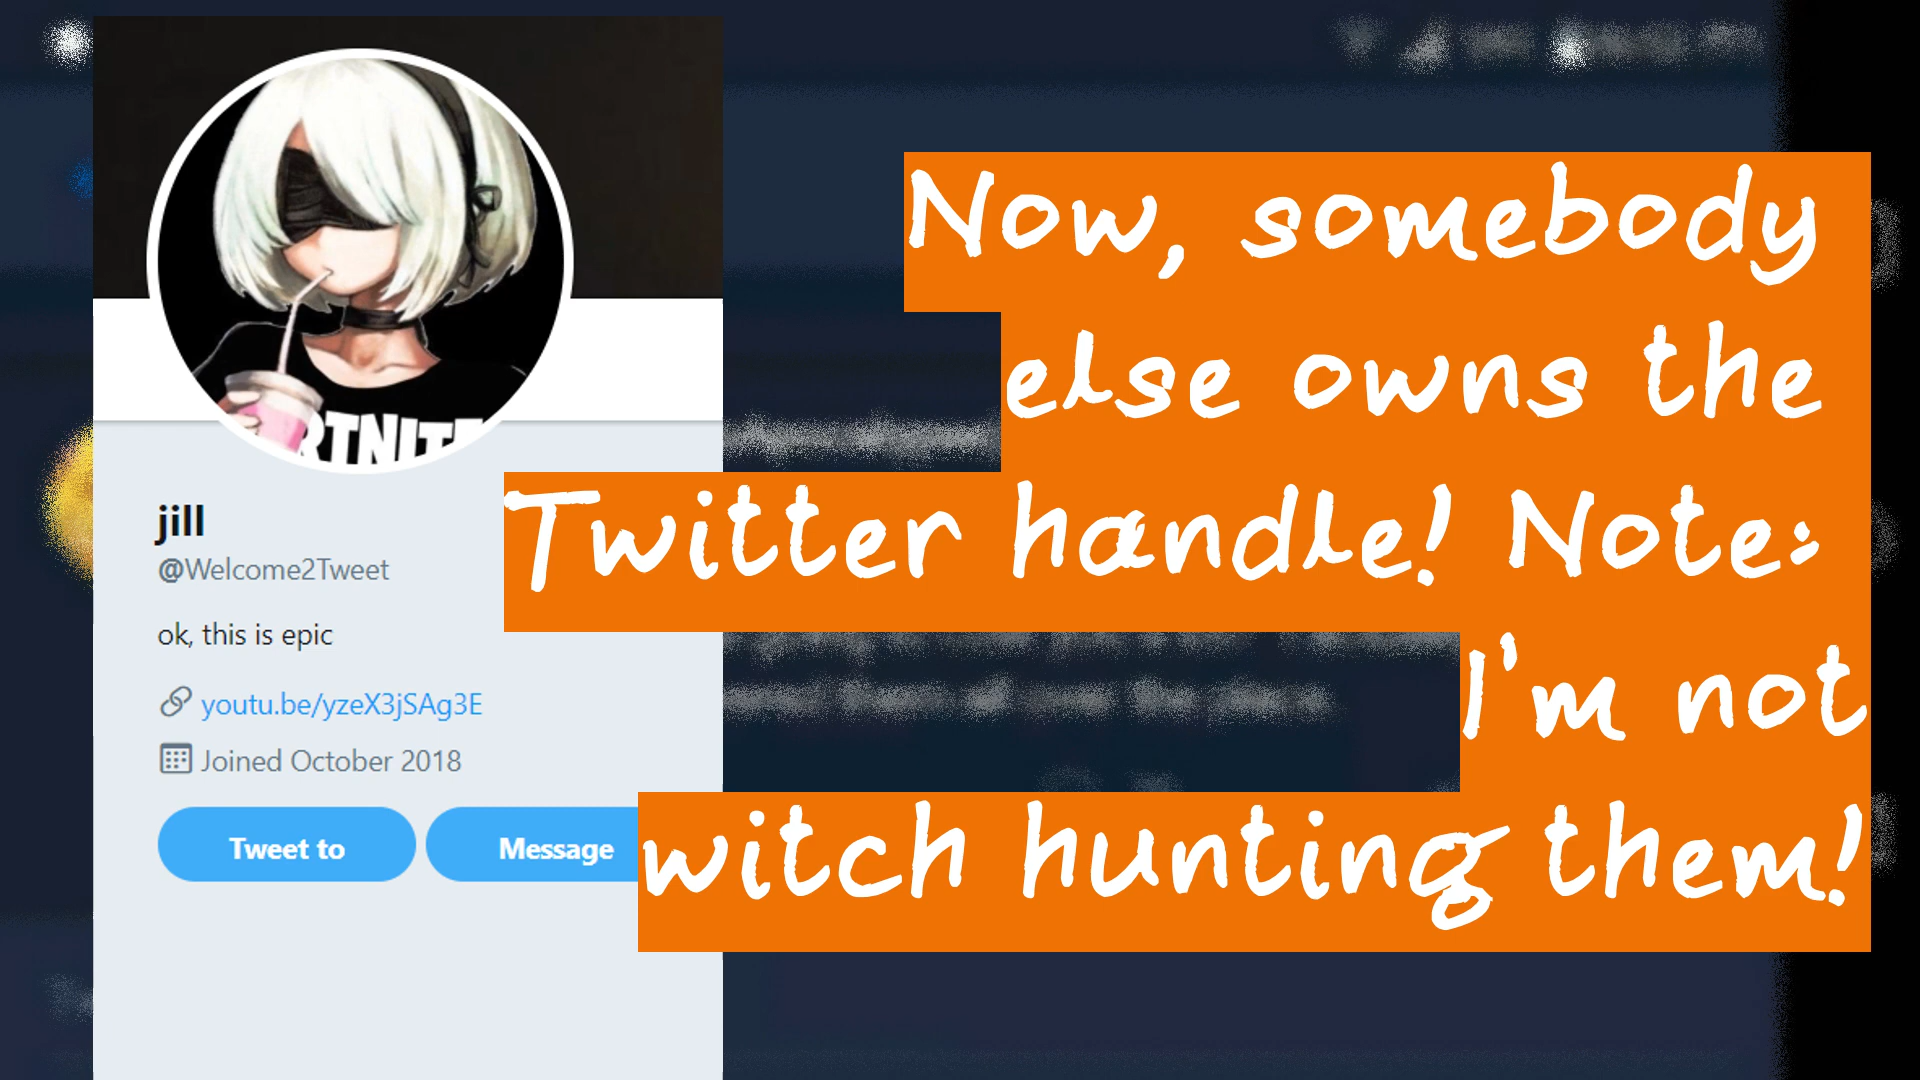 RTNITE
jill
@Welcome2Tweet
ok, this is epic
youtu.be/yzeX3jSAg3E
Joined October 2018
Tweet to
Message
Now, somebody
else owns the
Twitter handle! Note:
I'm not
witch hunting them!